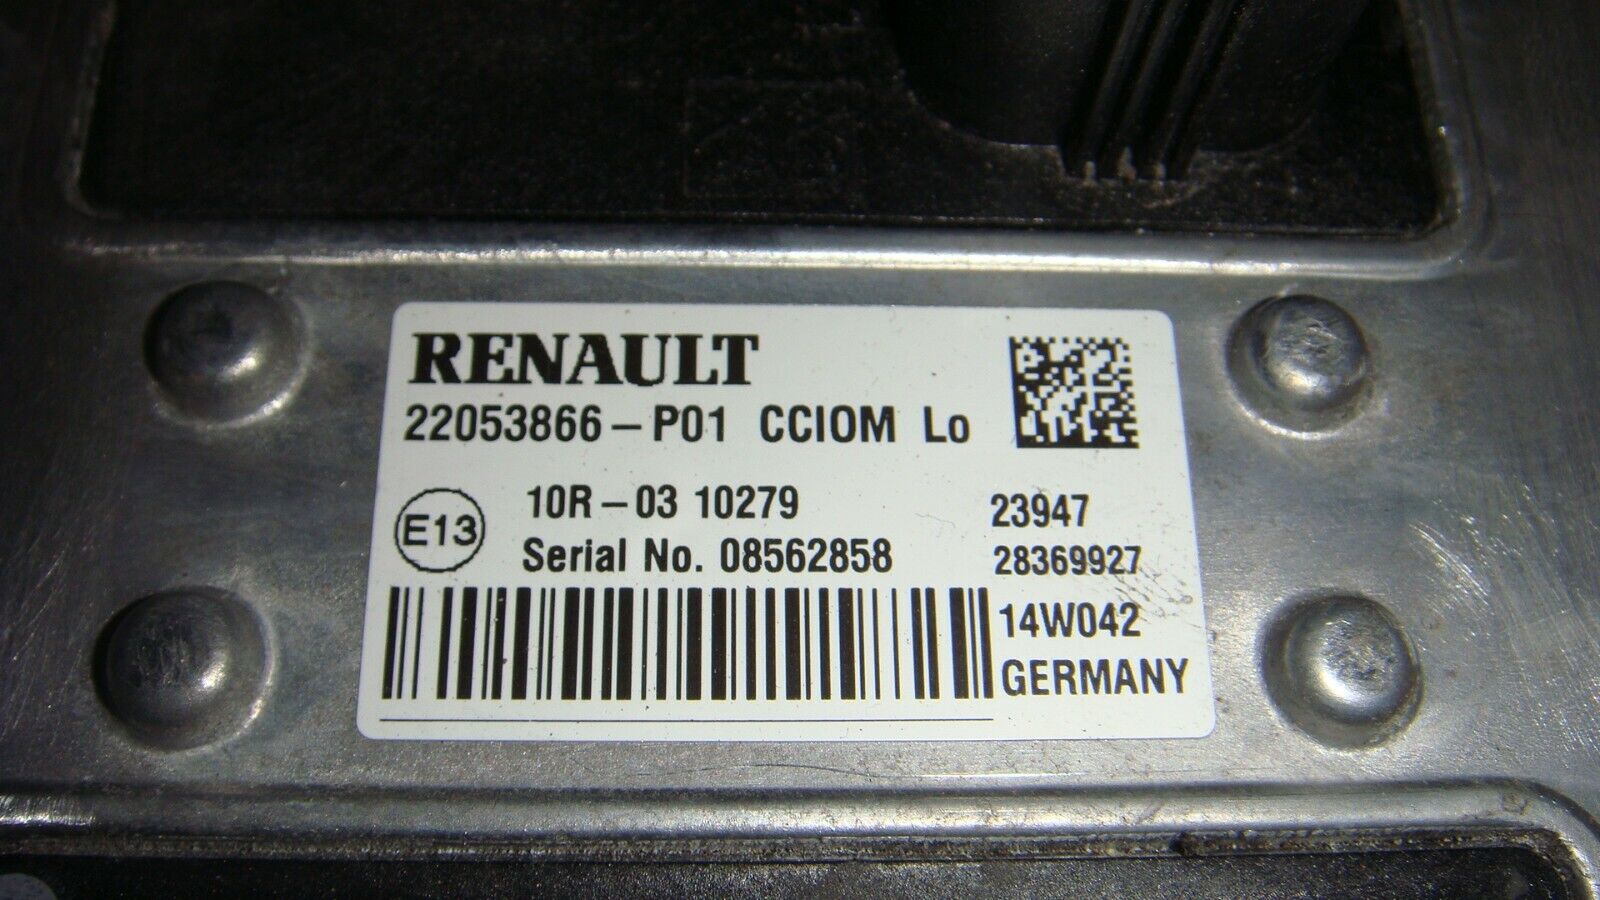 RENAULT
22053866-P01 CCIOM Lo
E13
10R-03 10279
Serial No. 08562858
23947
28369927
14W042
GERMANY